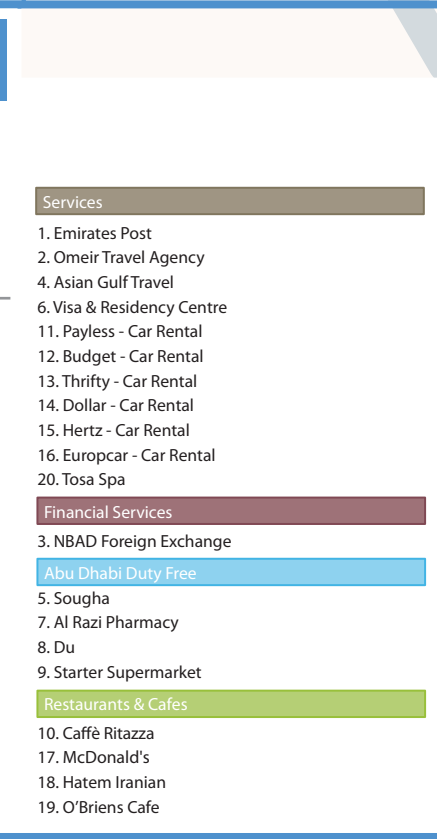 Services
1. Emirates Post
2. Omeir Travel Agency
4. Asian Gulf Travel
6. Visa & Residency Centre
11. Payless - Car Rental
12. Budget - Car Rental
13. Thrifty - Car Rental
14. Dollar - Car Rental
15. Hertz - Car Rental
16. Europcar - Car Rental
20. Tosa Spa
Financial Services
3. NBAD Foreign Exchange
Abu Dhabi Duty Free
5. Sougha
7. Al Razi Pharmacy
8. Du
9. Starter Supermarket
Restaurants & Cafes
10. Caffè Ritazza
17. McDonald's
18. Hatem Iranian
19. O’Briens Cafe